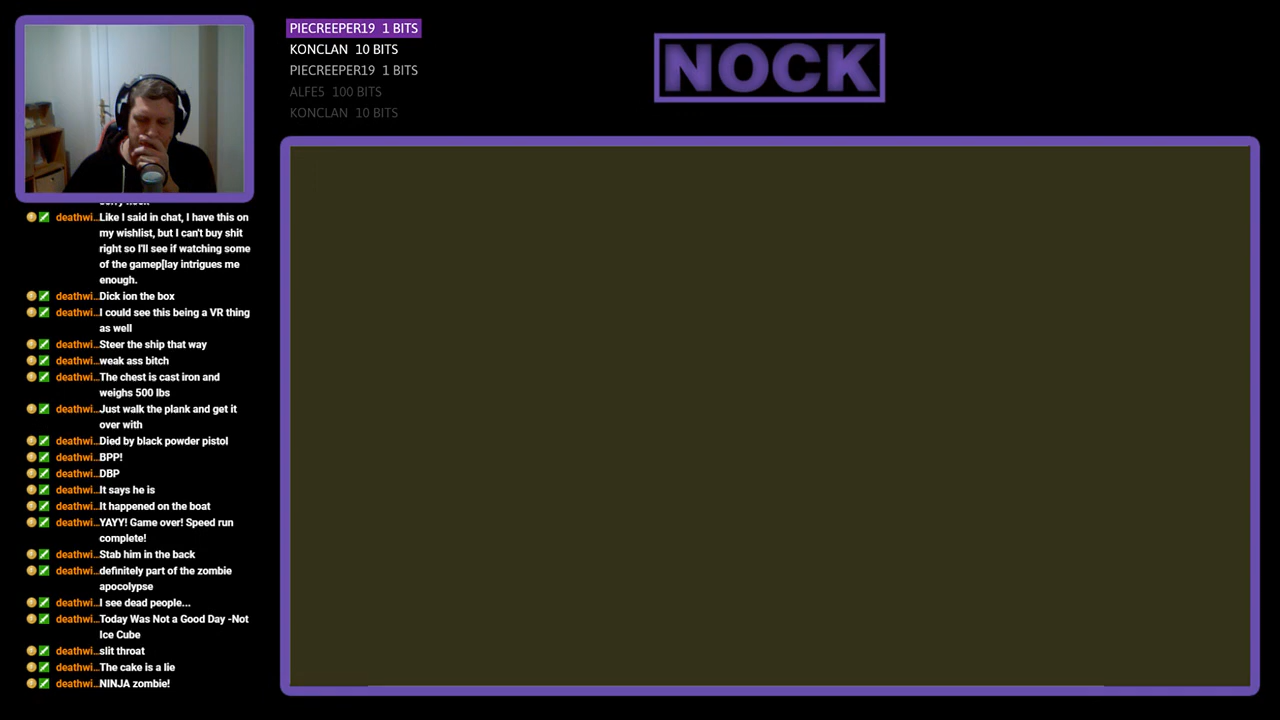 PIECREEPER19 1 BITS
KONCLAN 10 BITS
PIECREEPER19 1 BITS
ALFE5 100 BITS
KONCLAN 10 BITS
NOCK
deathwi...Like I said in chat, I have this on
my wishlist, but I can't buy shit
right so I'll see if watching some
of the gamep[lay intrigues me
enough.
deathwi...Dick ion the box
deathwi...I could see this being a VR thing
as well
deathwi...Steer the ship that way
deathwi...weak ass bitch
deathwi...The chest is cast iron and
weighs 500 lbs
deathwi...Just walk the plank and get it
over with
deathwi...Died by black powder pistol
deathwi...BPP!
deathwi...DBP
deathwi...It says he is
deathwi...It happened on the boat
deathwi...YAYY! Game over! Speed run
complete!
deathwi...Stab him in the back
deathwi...definitely part of the zombie
apocolypse
deathwi...I see dead people...
deathwi...Today Was Not a Good Day -Not
Ice Cube
deathwi...slit throat
deathwi...The cake is a lie
deathwi...NINJA zombie!